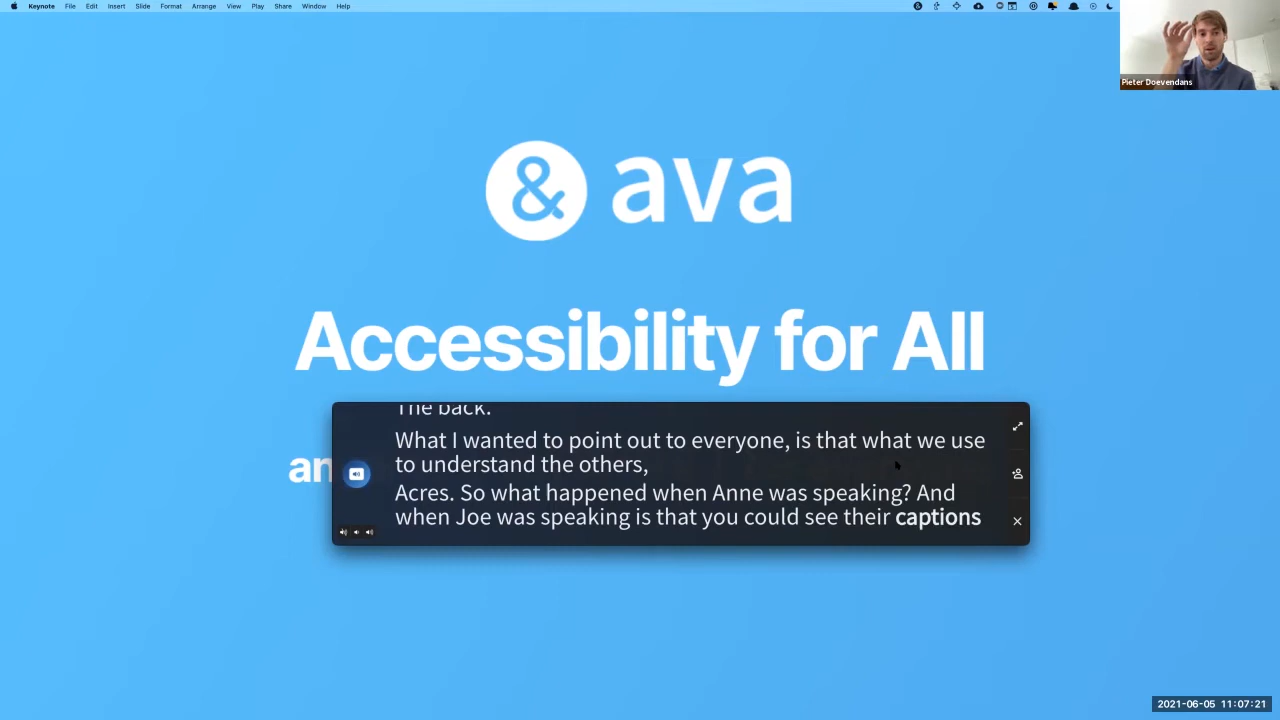 Keynote File Edit Insert Slide Format Arrange View Play Share Window Help
Pieter Doevendans
& ava
Accessibility for All
The back.
What I wanted to point out to everyone, is that what we use
to understand the others,
an
Acres. So what happened when Anne was speaking? And
when Joe was speaking is that you could see their captions
2021-06-05 11:07:21